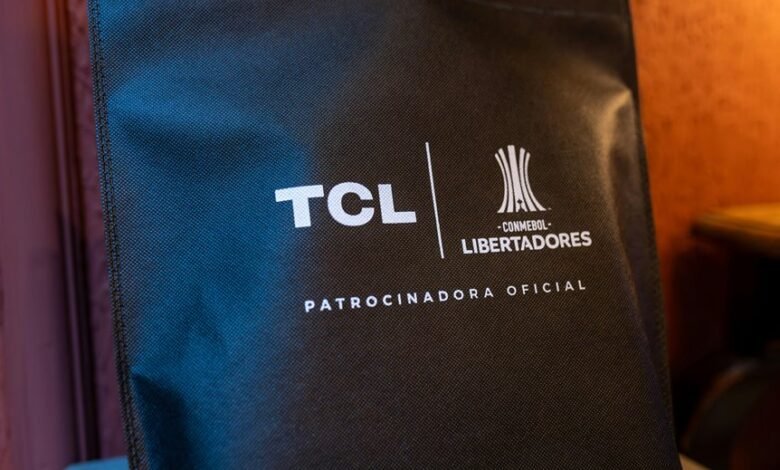 TCL
-CONMEBOL-
LIBERTADORES
PATROCINADORA OFICIAL